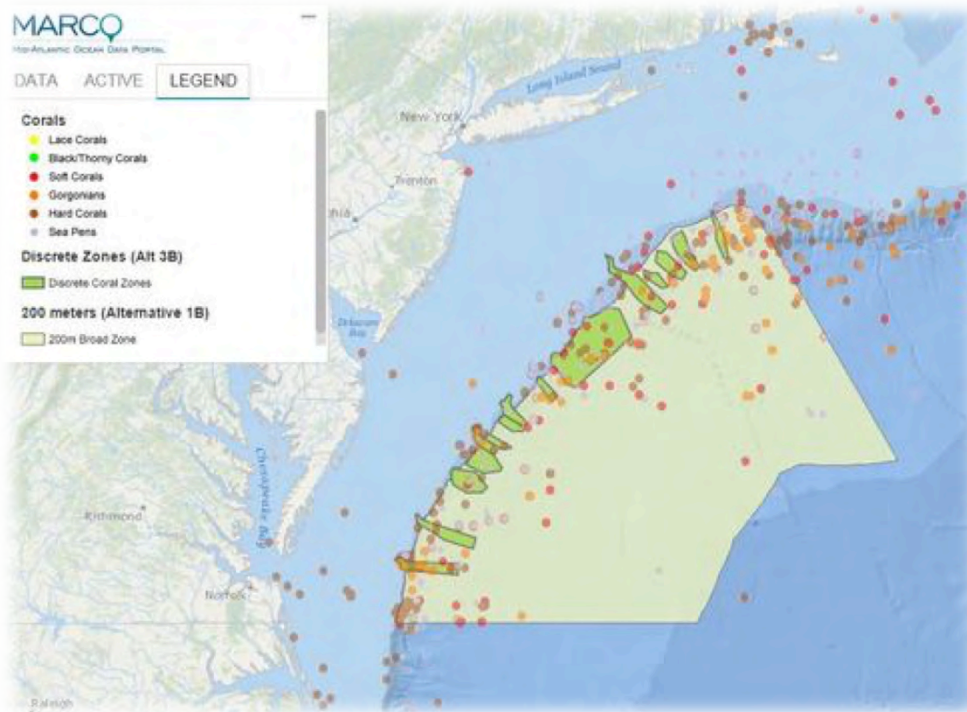 MARCO
MID-ATLANTIC OCEAN DATA PORTAL
DATA ACTIVE LEGEND
Corals
Lace Corals
Black/Thorny Corals
Soft Corals
Gorgonians
Hard Corals
Sea Pens
Discrete Zones (Alt 3B)
Discrete Coral Zones
200 meters (Alternative 1B)
200m Broad Zone
Long Island Sound
New York
Trenton
phia
Delaware
Bay
Chesapeake Bay
Richmond
Norfolk
Raleigh